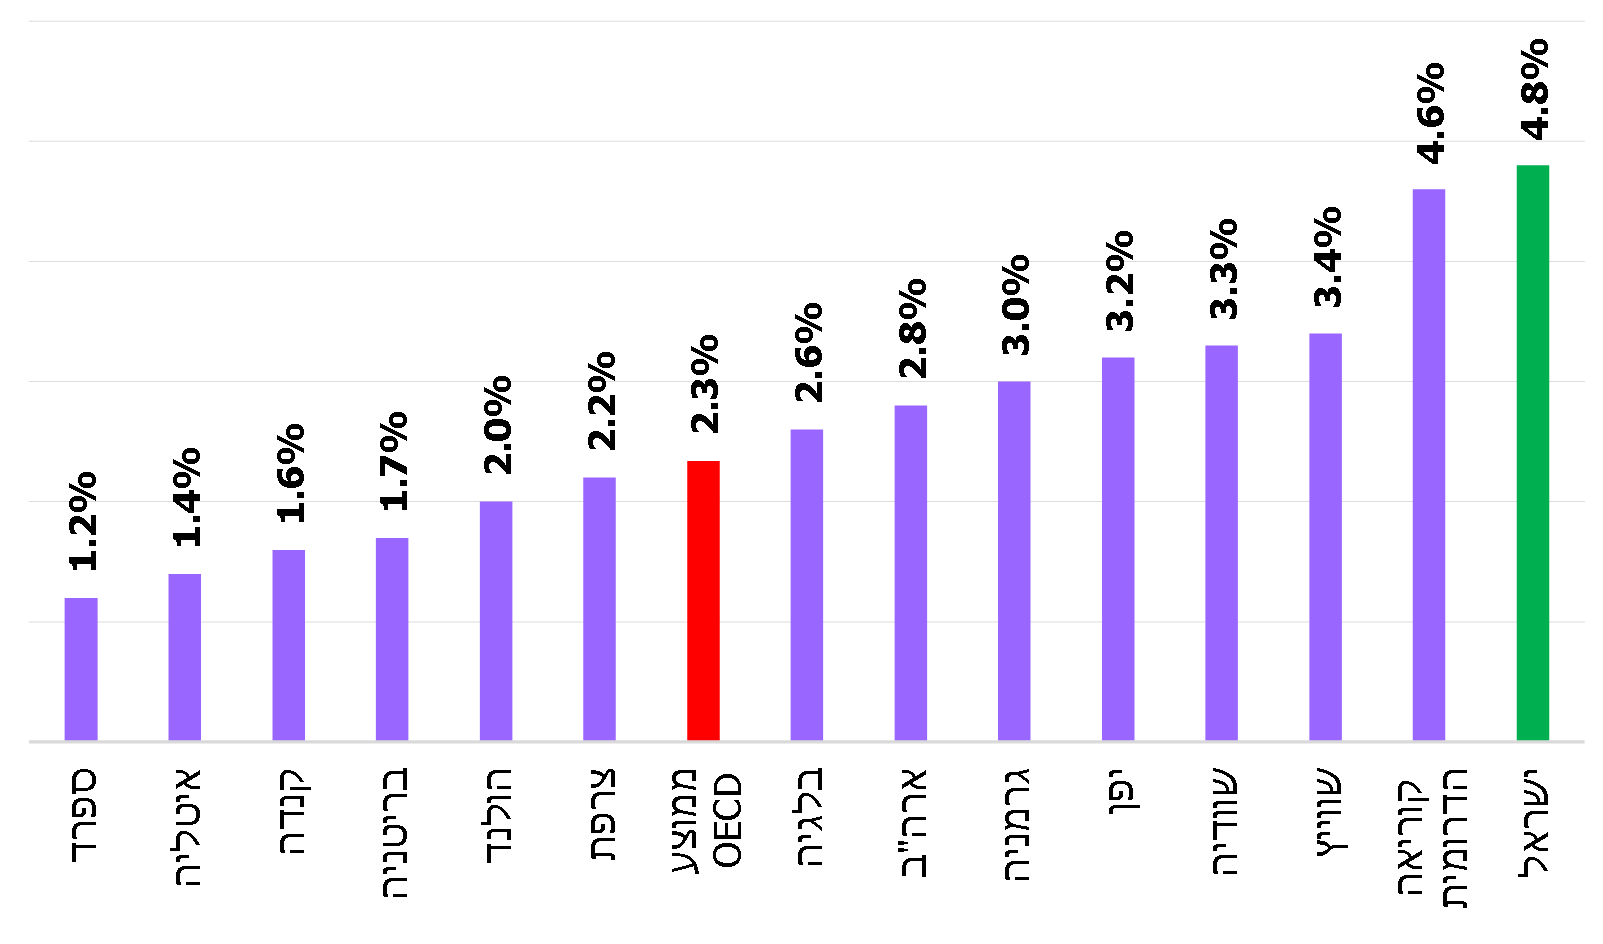 1.2%
1.4%
1.6%
1.7%
2.0%
2.2%
2.3%
2.6%
2.8%
3.0%
3.2%
3.3%
3.4%
4.6%
4.8%
ספרד
איטליה
קנדה
בריטניה
הולנד
צרפת
ממוצע
OECD
בלגיה
ארה"ב
גרמניה
יפן
שוודיה
שווייץ
קוריאה
הדרומית
ישראל